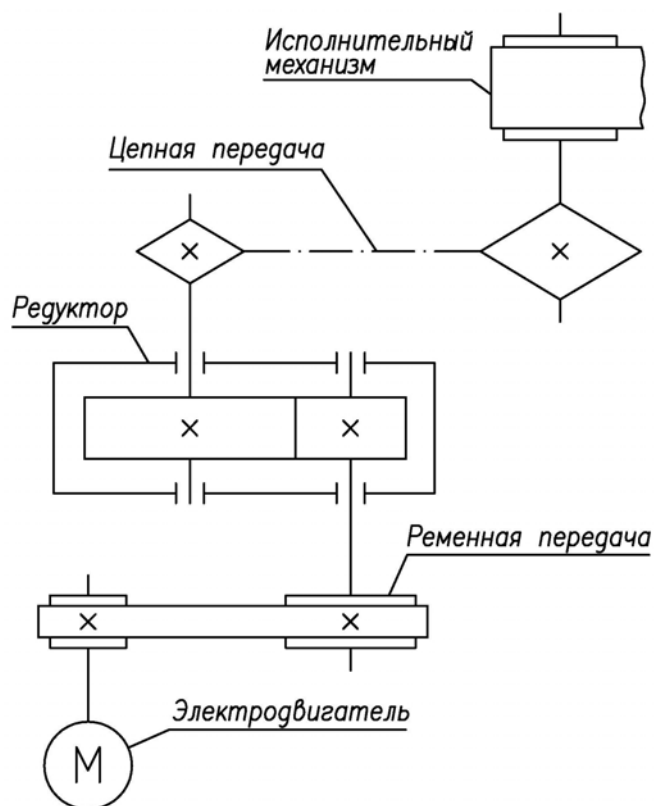 Исполнительный
механизм
Цепная передача
Редуктор
Ременная передача
Электродвигатель
М